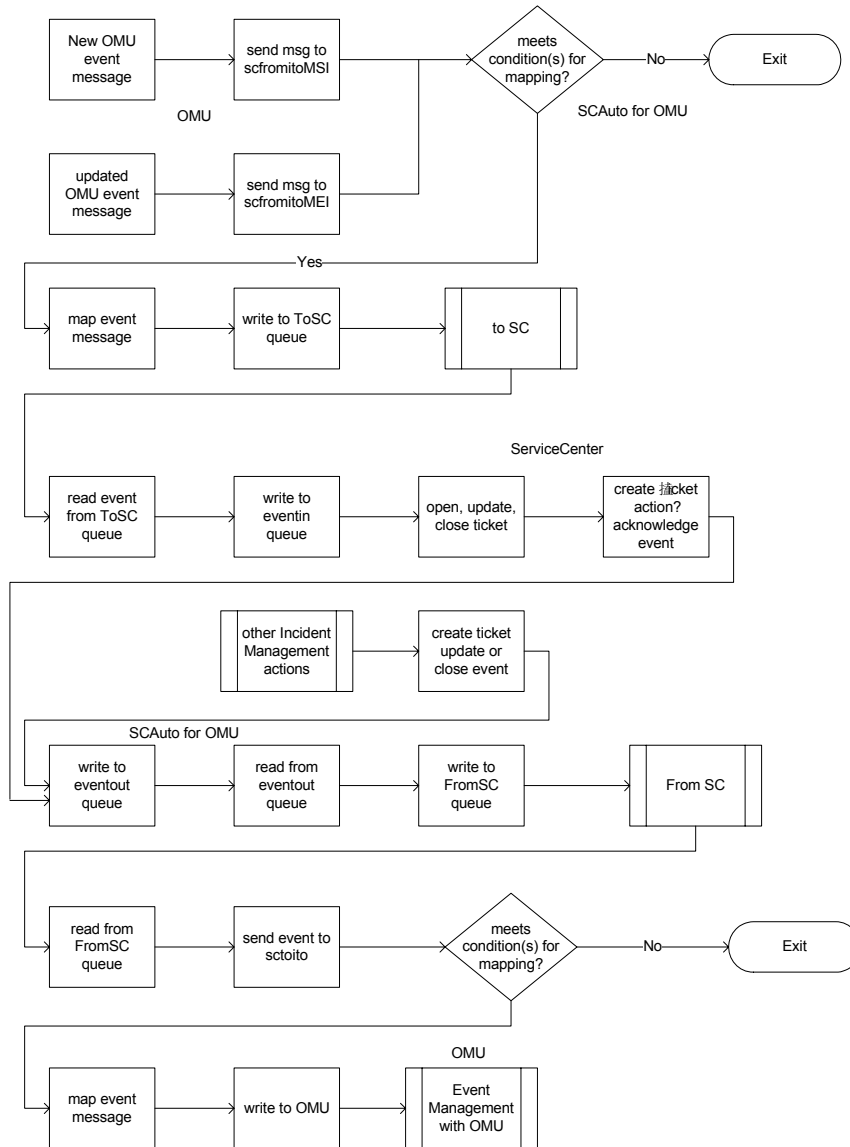 New OMU
event
message
send msg to
scfromitoMSI
meets
condition(s) for
mapping?
No
Exit
OMU
SCAuto for OMU
updated
OMU event
message
send msg to
scfromitoMEI
Yes
map event
message
write to ToSC
queue
to SC
ServiceCenter
read event
from ToSC
queue
write to
eventin
queue
open, update,
close ticket
create
action?
acknowledge
event
other Incident
Management
actions
create ticket
update or
close event
SCAuto for OMU
write to
eventout
queue
read from
eventout
queue
write to
FromSC
queue
From SC
read from
FromSC
queue
send event to
sctoito
meets
condition(s) for
mapping?
No
Exit
OMU
map event
message
write to OMU
Event
Management
with OMU